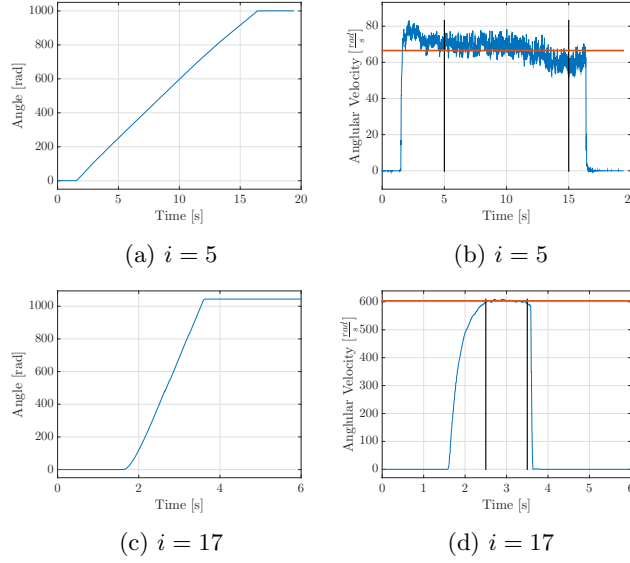 1000
800
600
400
200
0
Angle [rad]
0 5 10 15 20
Time [s]
(a) i = 5
80
60
40
20
0
Anglular Velocity [rad/s]
0 5 10 15 2
Time [s]
(b) i = 5
1000
800
600
400
200
0
Angle [rad]
0 2 4 6
Time [s]
(c) i = 17
600
500
400
300
200
100
0
Anglular Velocity [rad/s]
0 1 2 3 4 5 6
Time [s]
(d) i = 17